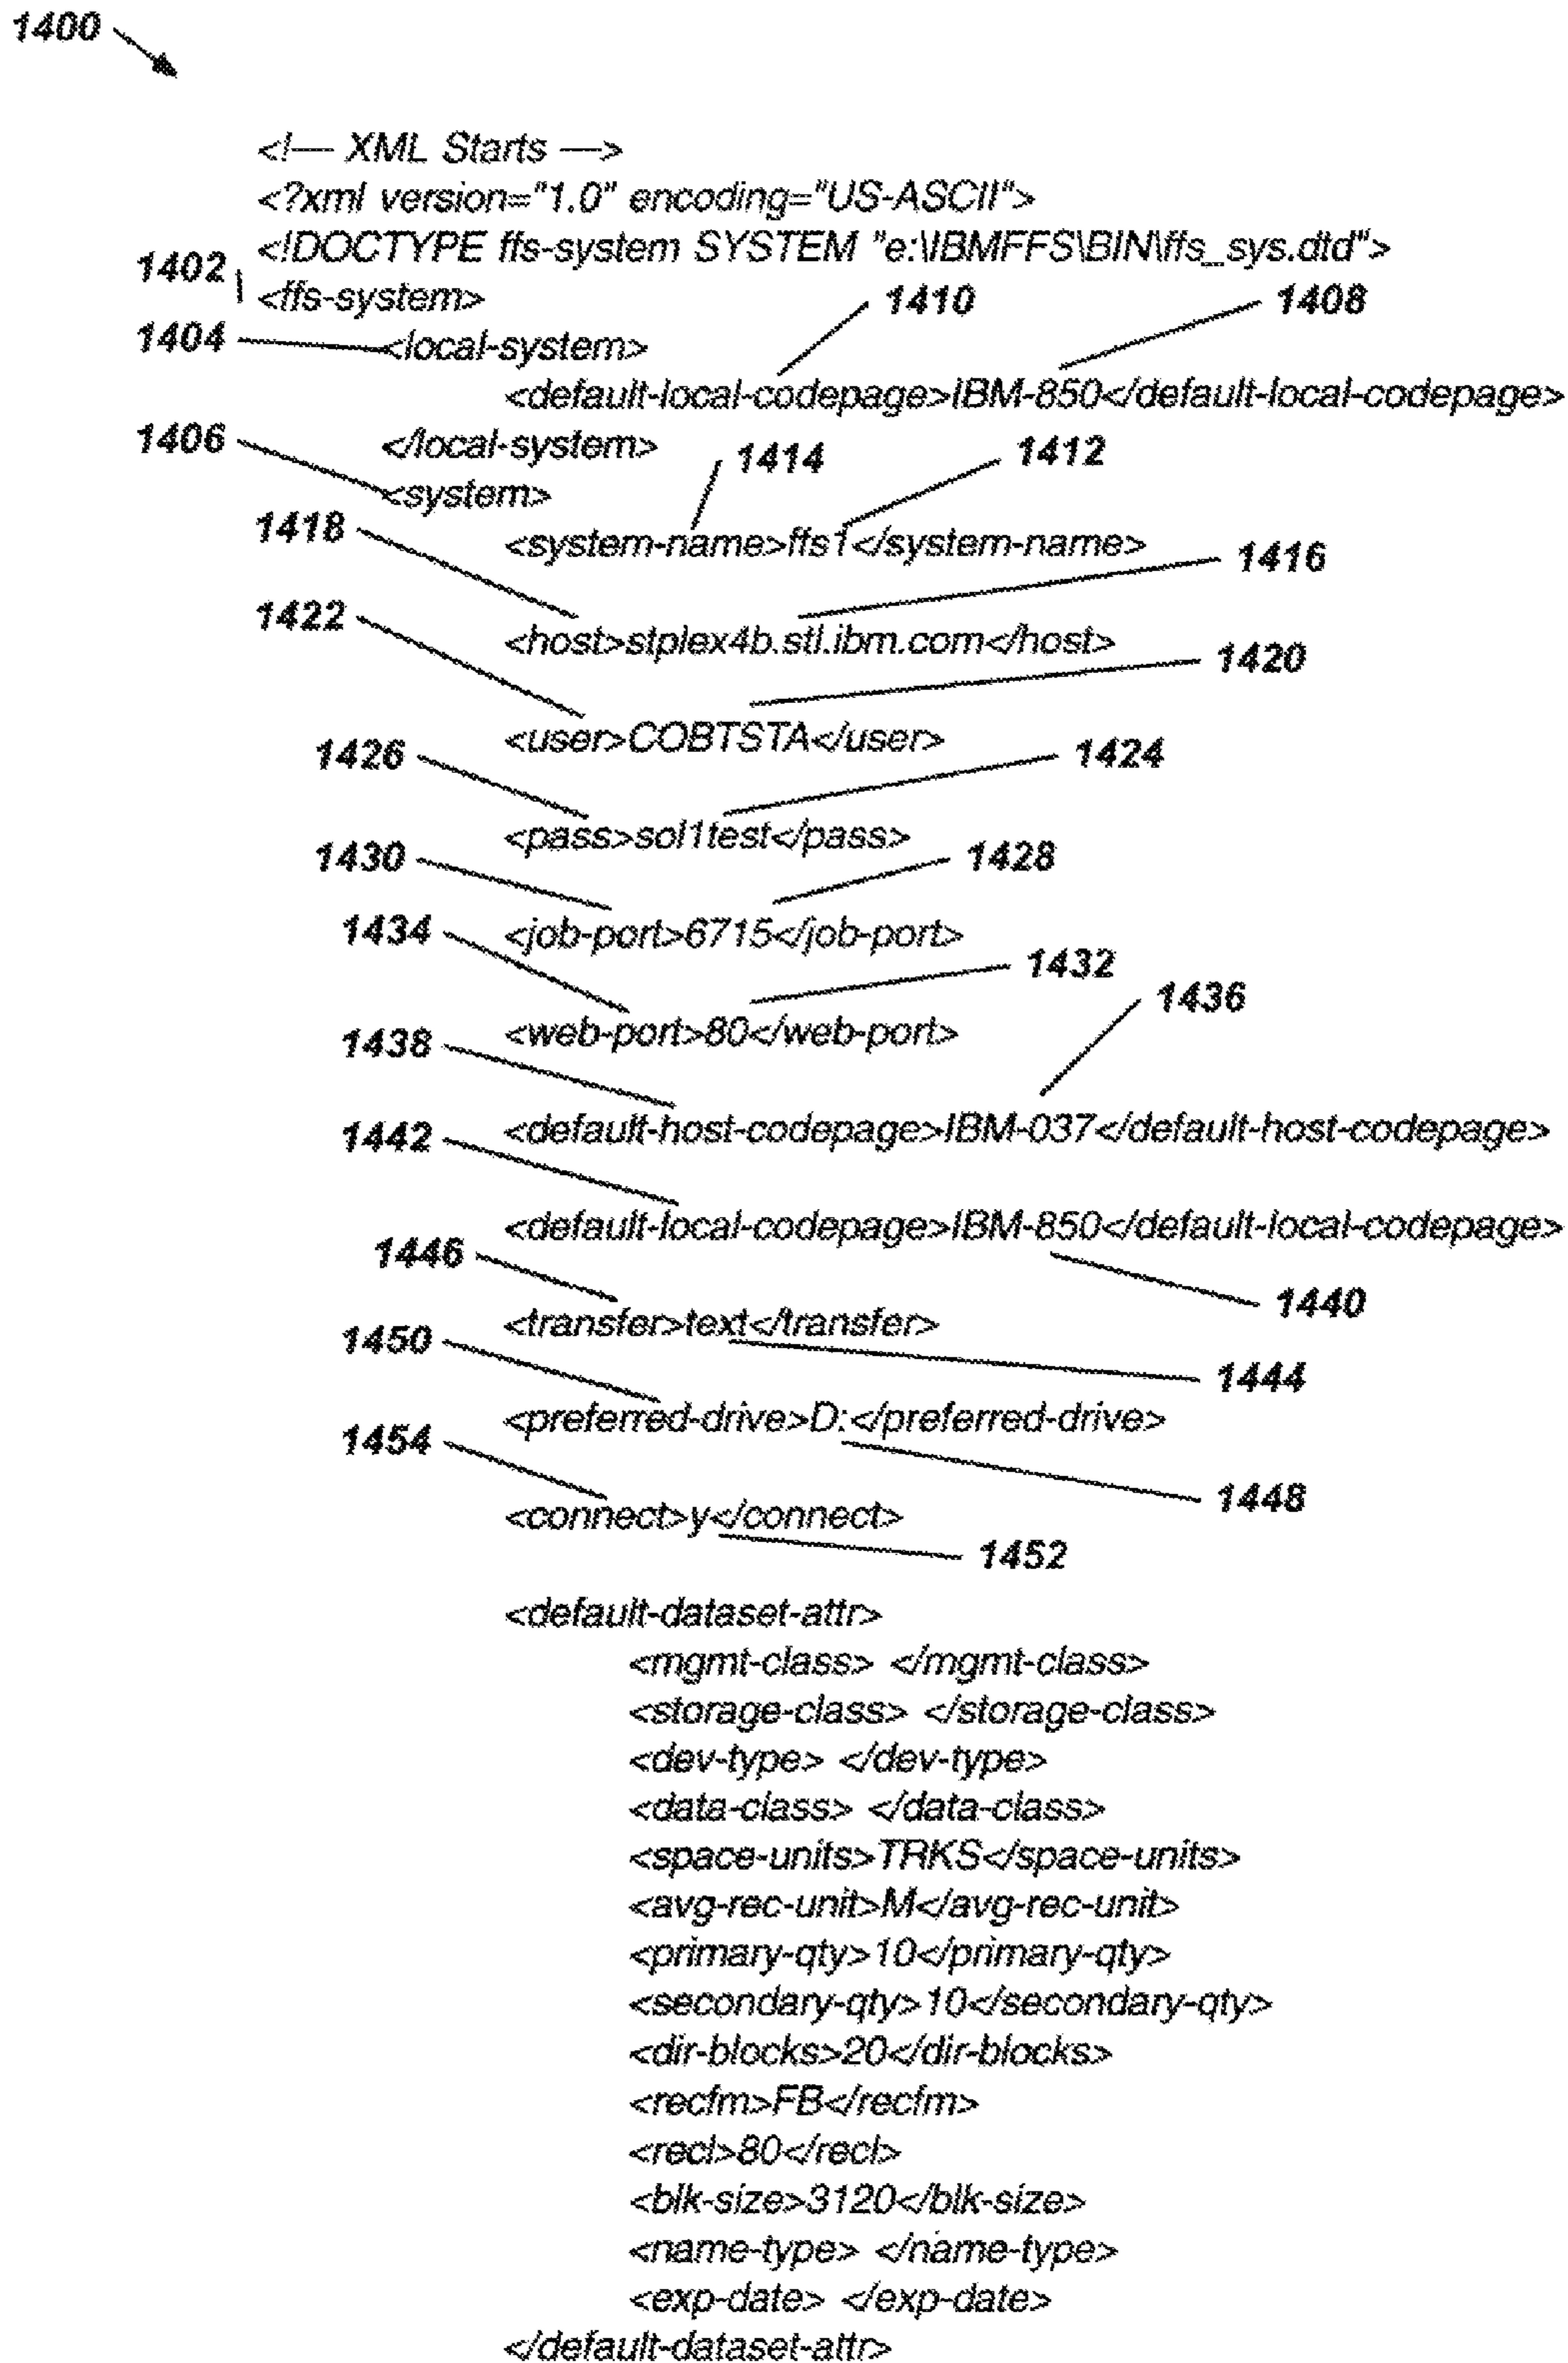 1400
<!— XML Starts —>
<?xml version="1.0" encoding="US-ASCII">
<!DOCTYPE ffs-system SYSTEM "e:\IBMFFS\BIN\ffs_sys.dtd">
1402
<ffs-system>
1410
1408
1404
<local-system>
<default-local-codepage>IBM-850</default-local-codepage>
1406
</local-system>
1414
1412
<system>
1418
<system-name>ffs1</system-name>
1416
1422
<host>stplex4b.stl.ibm.com</host>
1420
<user>COBTSTA</user>
1426
1424
<pass>sol1test</pass>
1430
1428
1434
<job-port>6715</job-port>
1432
1436
<web-port>80</web-port>
1438
1442
<default-host-codepage>IBM-037</default-host-codepage>
<default-local-codepage>IBM-850</default-local-codepage>
1446
1440
<transfer>text</transfer>
1450
1444
<preferred-drive>D:</preferred-drive>
1454
1448
<connect>y</connect>
1452
<default-dataset-attr>
<mgmt-class> </mgmt-class>
<storage-class> </storage-class>
<dev-type> </dev-type>
<data-class> </data-class>
<space-units>TRKS</space-units>
<avg-rec-unit>M</avg-rec-unit>
<primary-qty>10</primary-qty>
<secondary-qty>10</secondary-qty>
<dir-blocks>20</dir-blocks>
<recfm>FB</recfm>
<recl>80</recl>
<blk-size>3120</blk-size>
<name-type> </name-type>
<exp-date> </exp-date>
</default-dataset-attr>